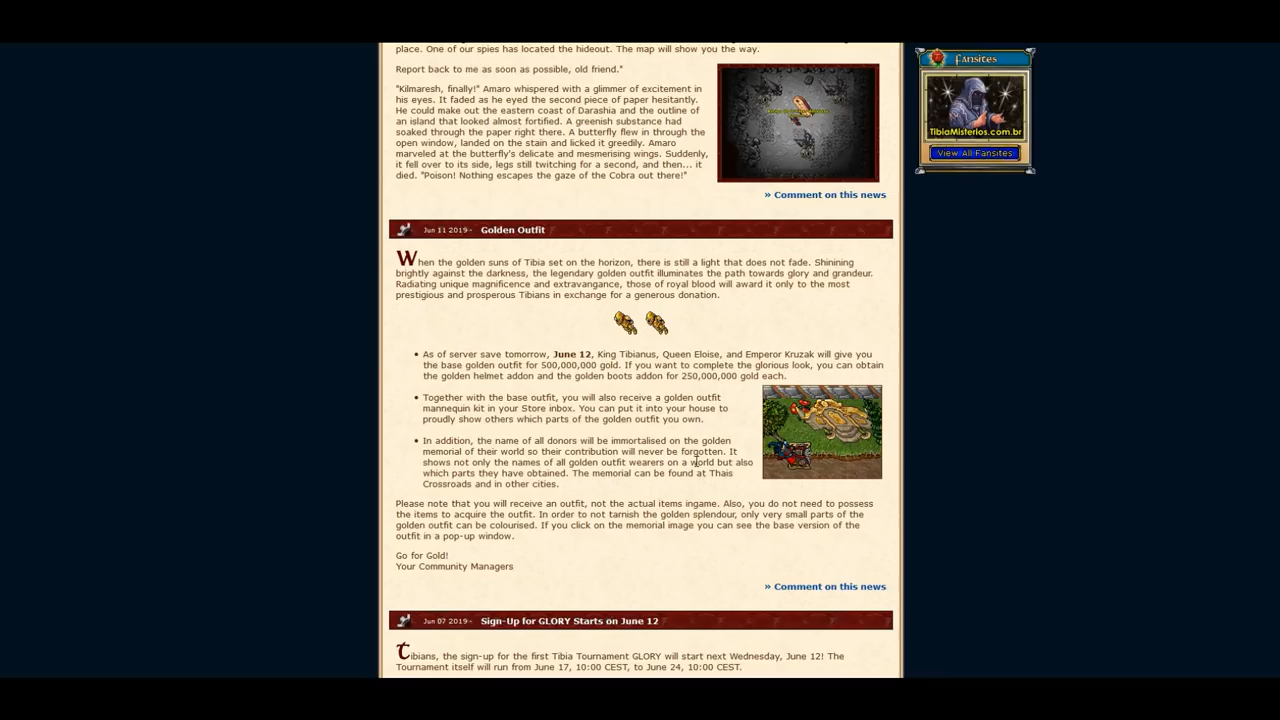 place. One of our spies has located the hideout. The map will show you the way.
Report back to me as soon as possible, old friend."
"Kilmaresh, finally!" Amaro whispered with a glimmer of excitement in
his eyes. It faded as he eyed the second piece of paper hesitantly.
He could make out the eastern coast of Darashia and the outline of
an island that looked almost fortified. A greenish substance had
soaked through the paper right there. A butterfly flew in through the
open window, landed on the stain and licked it greedily. Amaro
marveled at the butterfly's delicate and mesmerising wings. Suddenly,
it fell over to its side, legs still twitching for a second, and then... it
died. "Poison! Nothing escapes the gaze of the Cobra out there!"
» Comment on this news
Jun 11 2019 - Golden Outfit
When the golden suns of Tibia set on the horizon, there is still a light that does not fade. Shinining
brightly against the darkness, the legendary golden outfit illuminates the path towards glory and grandeur.
Radiating unique magnificence and extravangance, those of royal blood will award it only to the most
prestigious and prosperous Tibians in exchange for a generous donation.
• As of server save tomorrow, June 12, King Tibianus, Queen Eloise, and Emperor Kruzak will give you
the base golden outfit for 500,000,000 gold. If you want to complete the glorious look, you can obtain
the golden helmet addon and the golden boots addon for 250,000,000 gold each.
• Together with the base outfit, you will also receive a golden outfit
mannequin kit in your Store inbox. You can put it into your house to
proudly show others which parts of the golden outfit you own.
• In addition, the name of all donors will be immortalised on the golden
memorial of their world so their contribution will never be forgotten. It
shows not only the names of all golden outfit wearers on a world but also
which parts they have obtained. The memorial can be found at Thais
Crossroads and in other cities.
Please note that you will receive an outfit, not the actual items ingame. Also, you do not need to possess
the items to acquire the outfit. In order to not tarnish the golden splendour, only very small parts of the
golden outfit can be colourised. If you click on the memorial image you can see the base version of the
outfit in a pop-up window.
Go for Gold!
Your Community Managers
» Comment on this news
Jun 07 2019 - Sign-Up for GLORY Starts on June 12
Tibians, the sign-up for the first Tibia Tournament GLORY will start next Wednesday, June 12! The
Tournament itself will run from June 17, 10:00 CEST, to June 24, 10:00 CEST.
Fansites
TibiaMisterios.com.br
View All Fansites